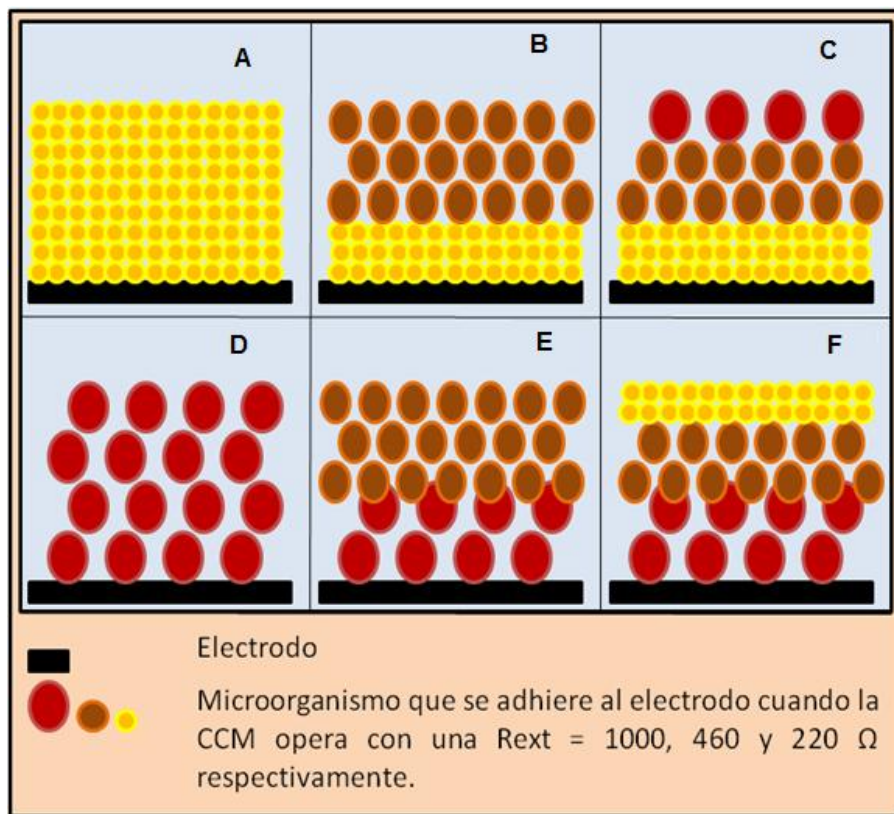 A
B
C
D
E
F
Electrodo
Microorganismo que se adhiere al electrodo cuando la
CCM opera con una Rext = 1000, 460 y 220 Ω
respectivamente.